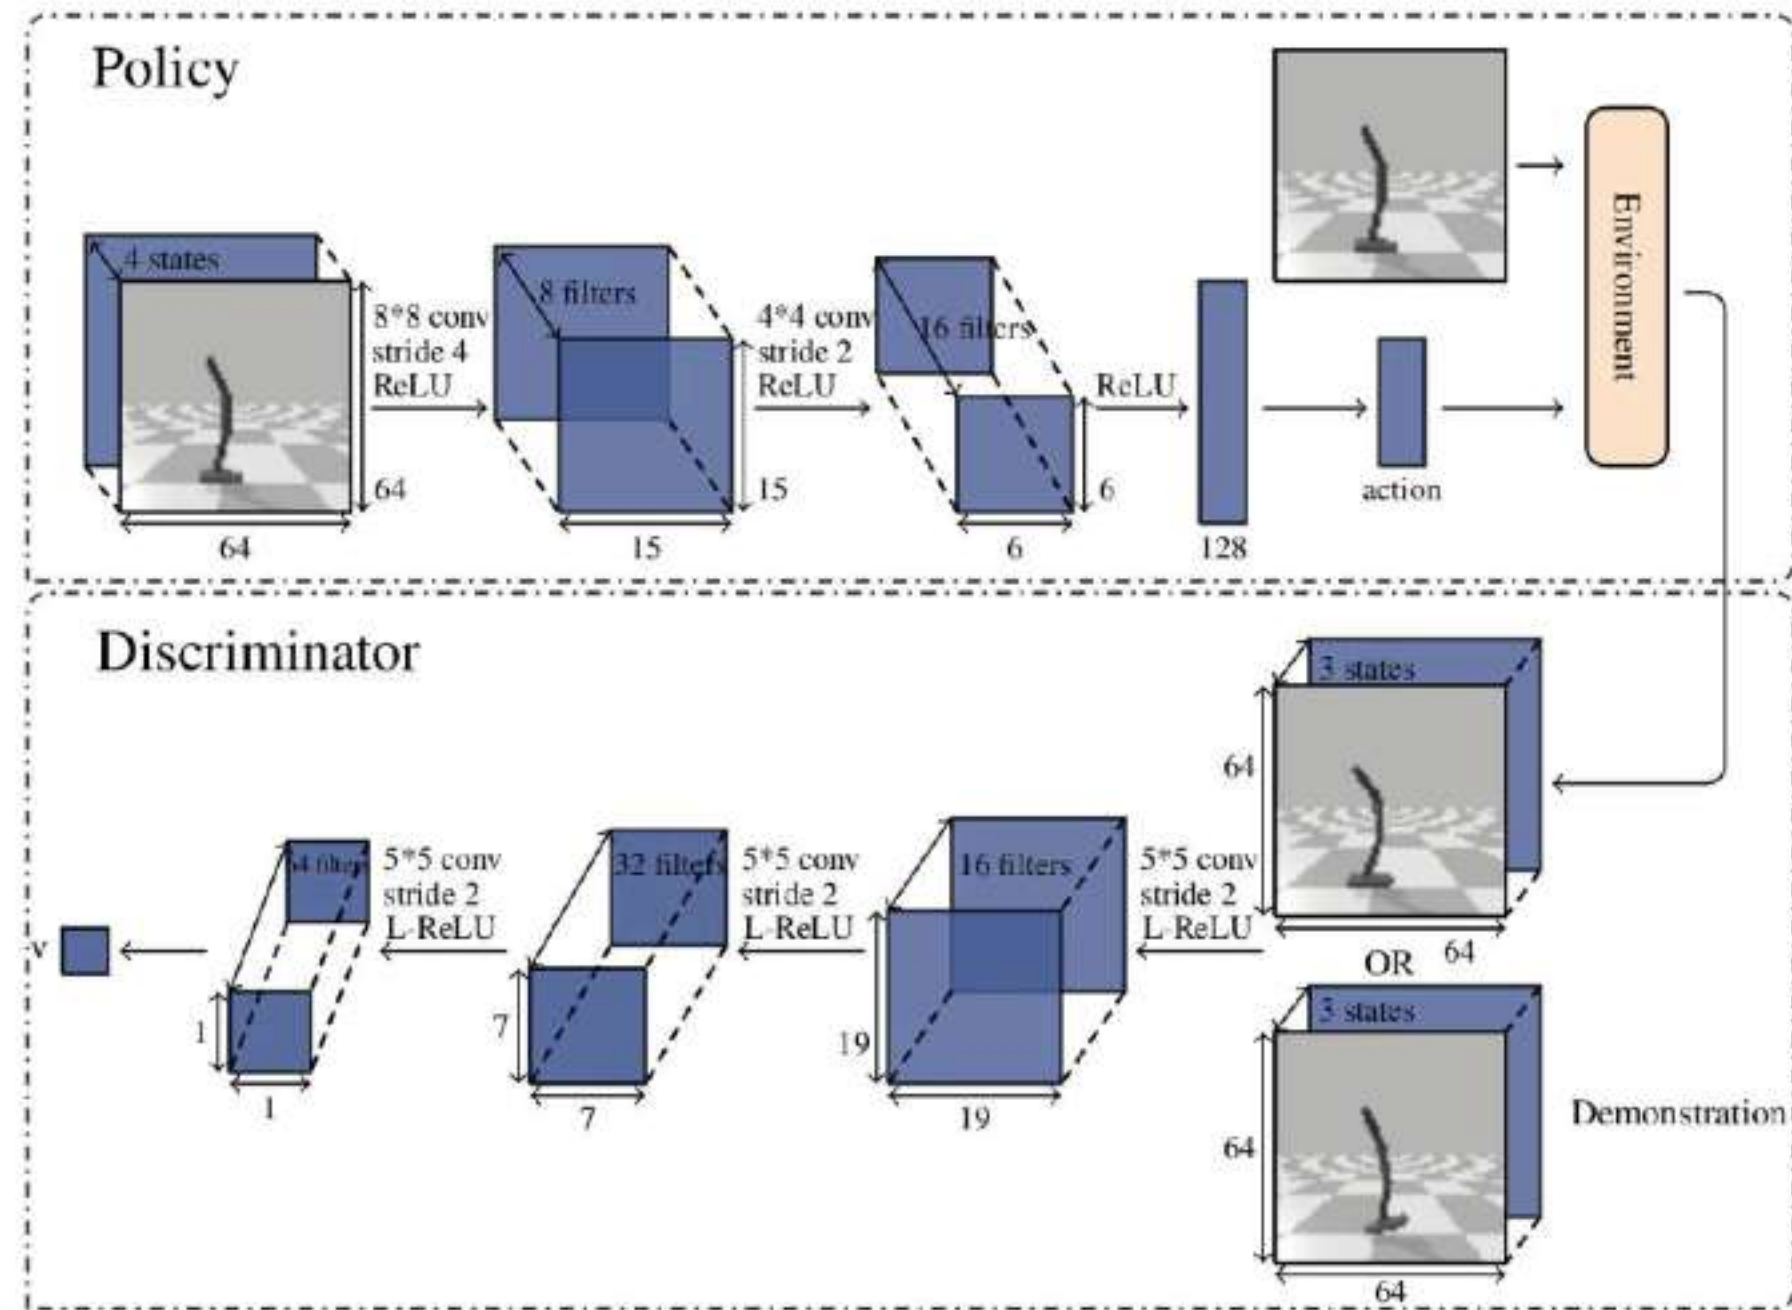 Policy
4 states
8*8 conv
stride 4
ReLU
64
64
8 filters
4*4 conv
stride 2
ReLU
15
15
16 filters
ReLU
6
6
128
action
Environment
Discriminator
3 states
64
64
OR
3 states
64
64
Demonstration
5*5 conv
stride 2
L-ReLU
16 filters
19
19
5*5 conv
stride 2
L-ReLU
32 filters
7
7
5*5 conv
stride 2
L-ReLU
filters
1
1
v